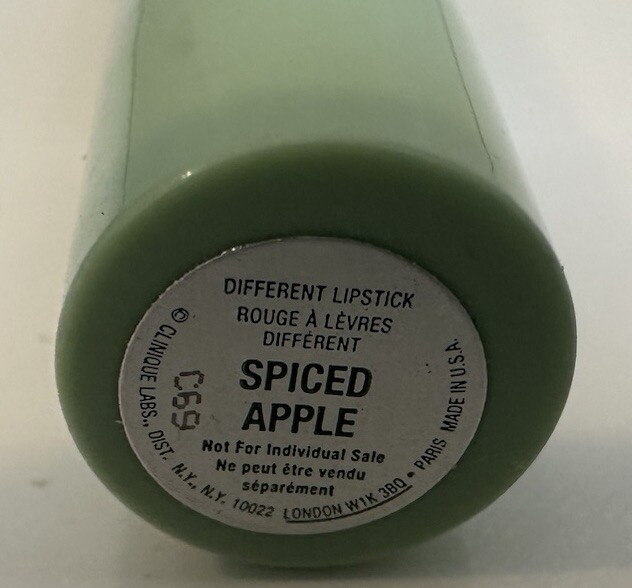 DIFFERENT LIPSTICK
ROUGE À LÈVRES
DIFFÉRENT
SPICED
APPLE
Not For Individual Sale
Ne peut être vendu
séparément
C69
© CLINIQUE LABS., DIST. N.Y., N.Y. 10022 LONDON W1K 3BQ • PARIS MADE IN U.S.A.